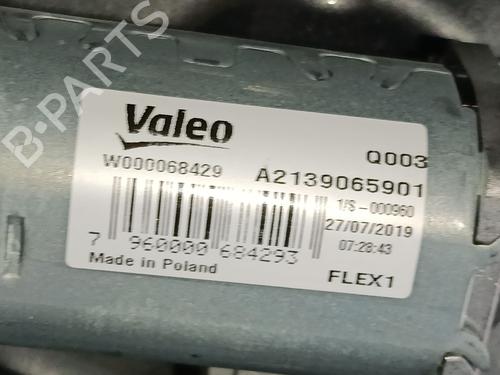 B-PARTS
Valeo
Q003
W000068429
A2139065901
1/S-000960
27/07/2019
07:28:43
7 960000 684293
Made in Poland
FLEX1